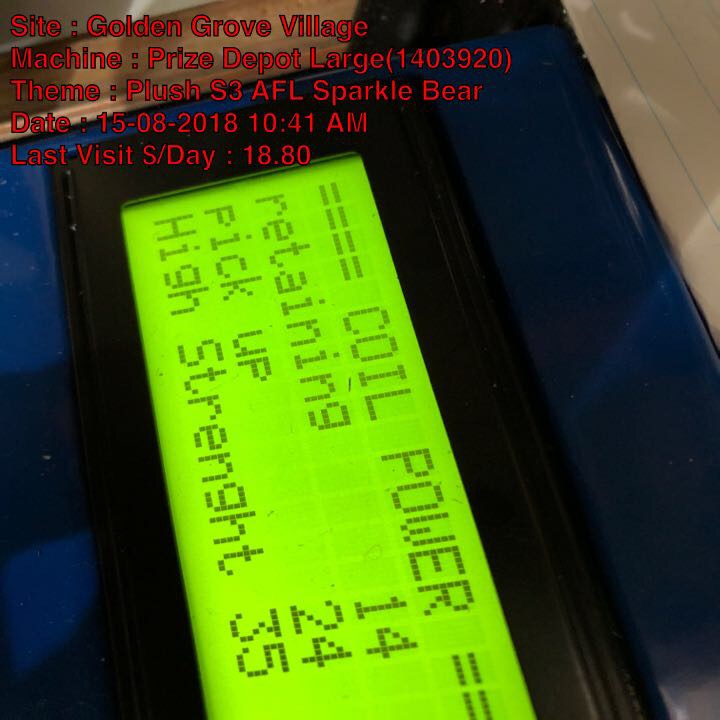 Site : Golden Grove Village
Machine : Prize Depot Large(1403920)
Theme : Plush S3 AFL Sparkle Bear
Date : 15-08-2018 10:41 AM
Last Visit $/Day : 18.80
=== COIL POWER ==
retaining 14
Pick up 24
High Strenght 35